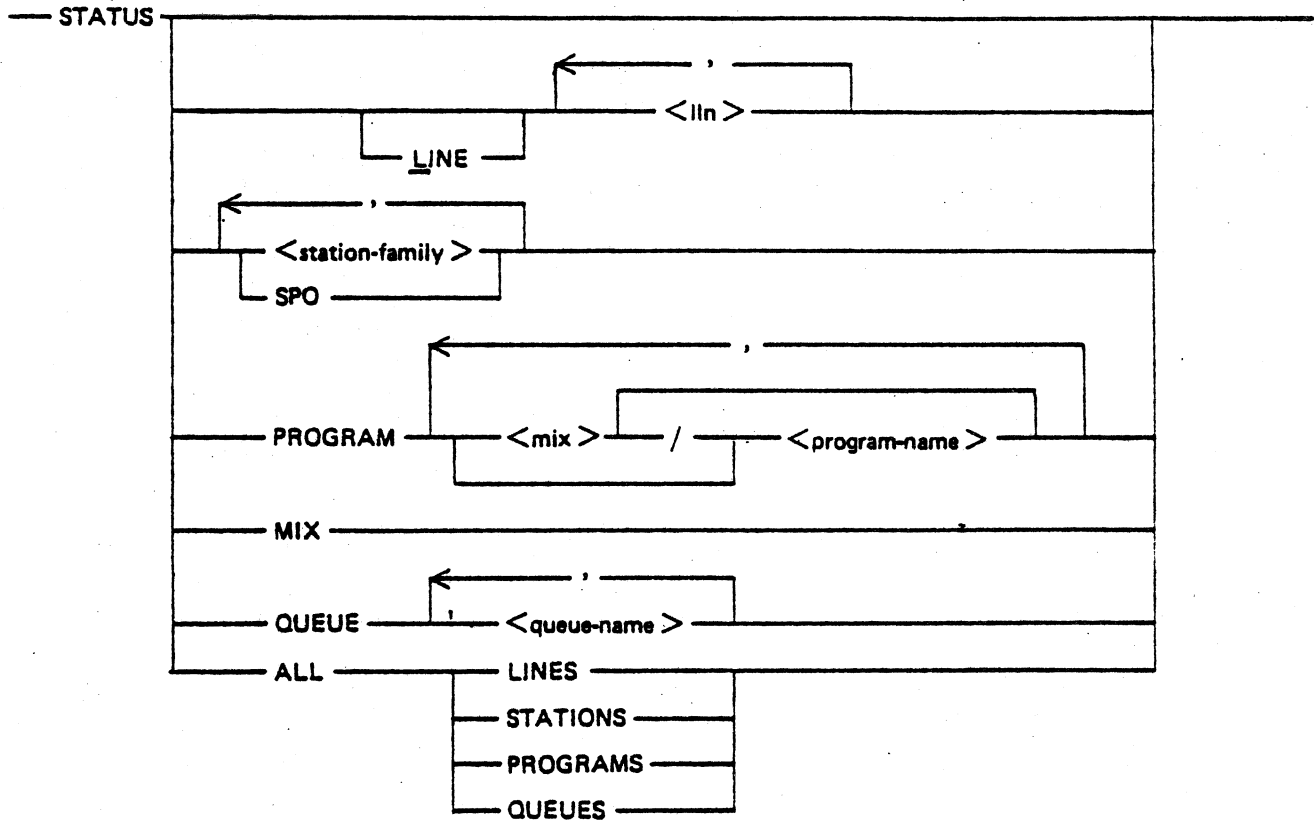 STATUS
,
<lln>
LINE
,
<station-family>
SPO
,
PROGRAM <mix> / <program-name>
MIX
,
QUEUE <queue-name>
ALL LINES
STATIONS
PROGRAMS
QUEUES